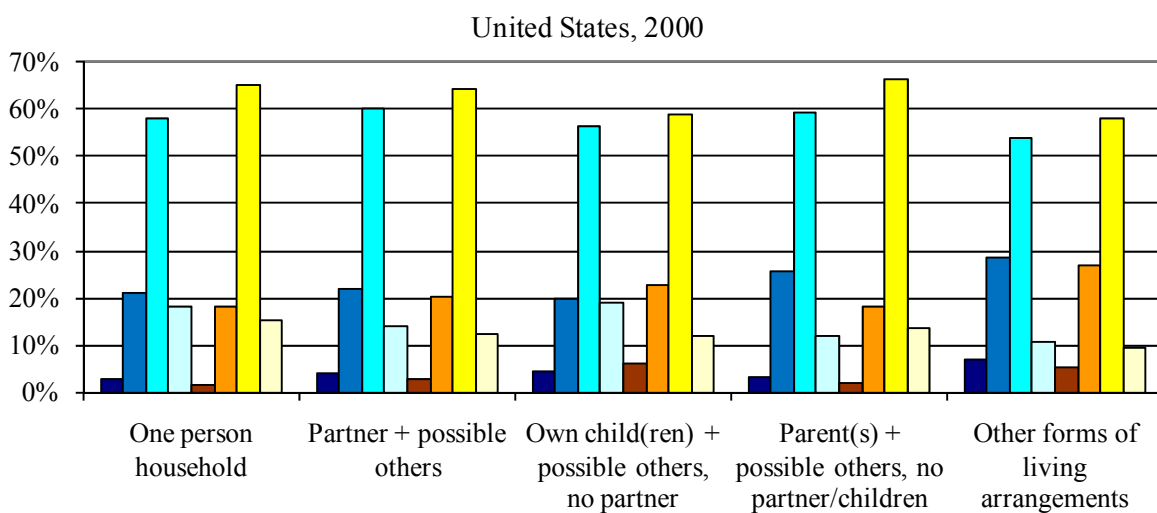 United States, 2000
70%
60%
50%
40%
30%
20%
10%
0%
One person
household
Partner + possible
others
Own child(ren) +
possible others,
no partner
Parent(s) +
possible others, no
partner/children
Other forms of
living
arrangements